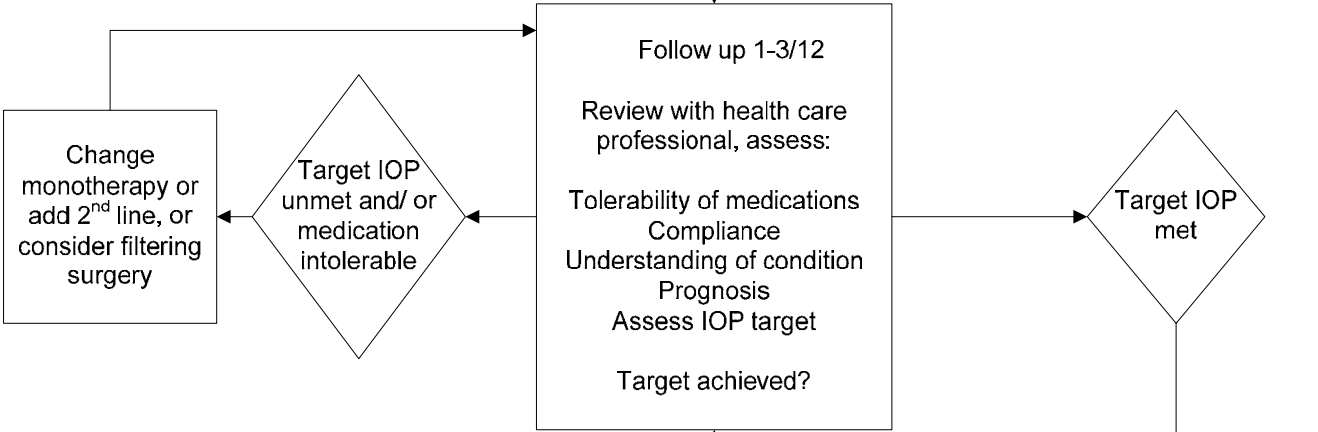 Follow up 1-3/12
Review with health care
professional, assess:
Tolerability of medications
Compliance
Understanding of condition
Prognosis
Assess IOP target
Target achieved?
Target IOP
unmet and/ or
medication
intolerable
Change
monotherapy or
add 2nd line, or
consider filtering
surgery
Target IOP
met